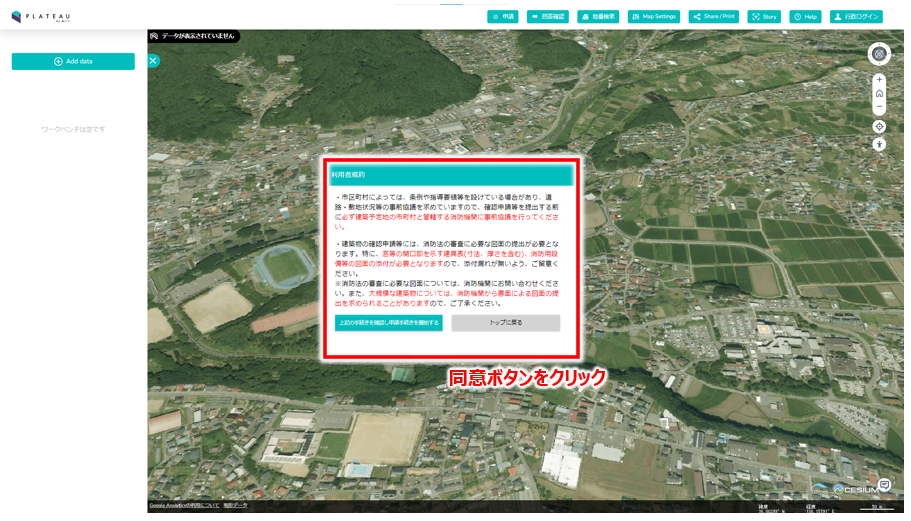 PLATEAU
by MLIT
申請
回答確認
地番検索
Map Settings
Share / Print
Story
Help
行政ログイン
データが表示されていません
Add data
ワークベンチは空です
利用者規約
・市区町村によっては、条例や指導要領等を設けている場合があり、道
路・敷地状況等の事前協議を求めていますので、確認申請等を提出する前
に必ず建築予定地の市町村と管轄する消防機関に事前協議を行ってくださ
い。
・建築物の確認申請等には、消防法の審査に必要な図面の提出が必要とな
ります。特に、窓等の開口部を示す建具表(寸法、厚さを含む)、消防用設
備等の図面の添付が必要となりますので、添付漏れが無いよう、ご留意く
ださい。
※消防法の審査に必要な図面については、消防機関にお問い合わせくださ
い。また、大規模な建築物については、消防機関から書面による図面の提
出を求められることがありますので、ご了承ください。
上記の手続きを確認し申請手続きを開始する
トップに戻る
同意ボタンをクリック
CESIUM
Google Analyticsの利用について
地図データ
緯度
経度
50 m